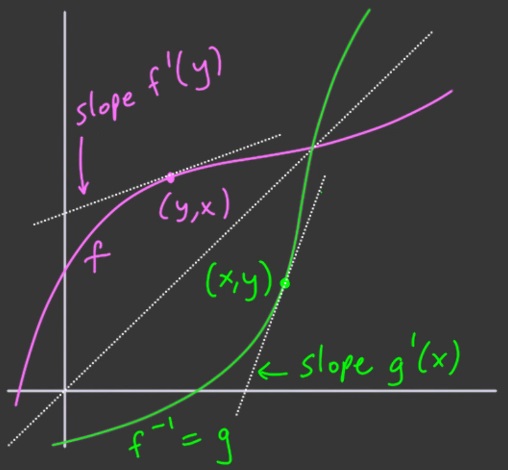 slope f'(y)
(y,x)
f
(x,y)
← slope g'(x)
f⁻¹ = g